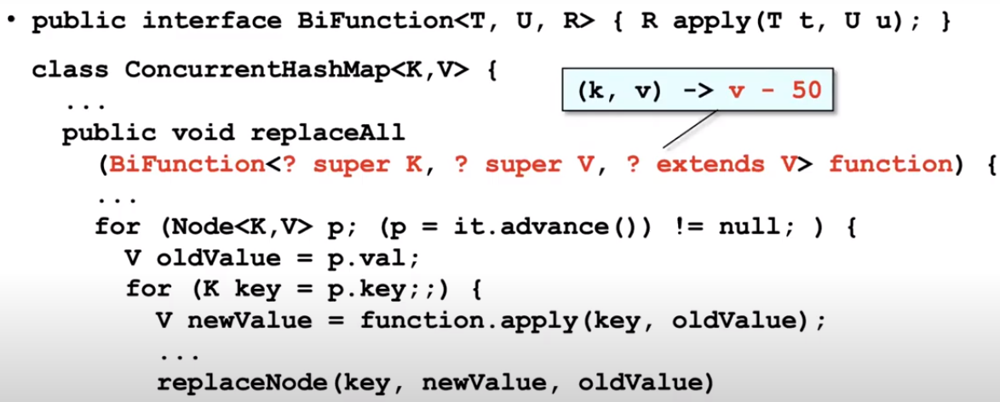 • public interface BiFunction<T, U, R> { R apply(T t, U u); }
class ConcurrentHashMap<K,V> {
(k, v) -> v - 50
...
public void replaceAll
(BiFunction<? super K, ? super V, ? extends V> function) {
...
for (Node<K,V> p; (p = it.advance()) != null; ) {
V oldValue = p.val;
for (K key = p.key;;) {
V newValue = function.apply(key, oldValue);
...
replaceNode(key, newValue, oldValue)